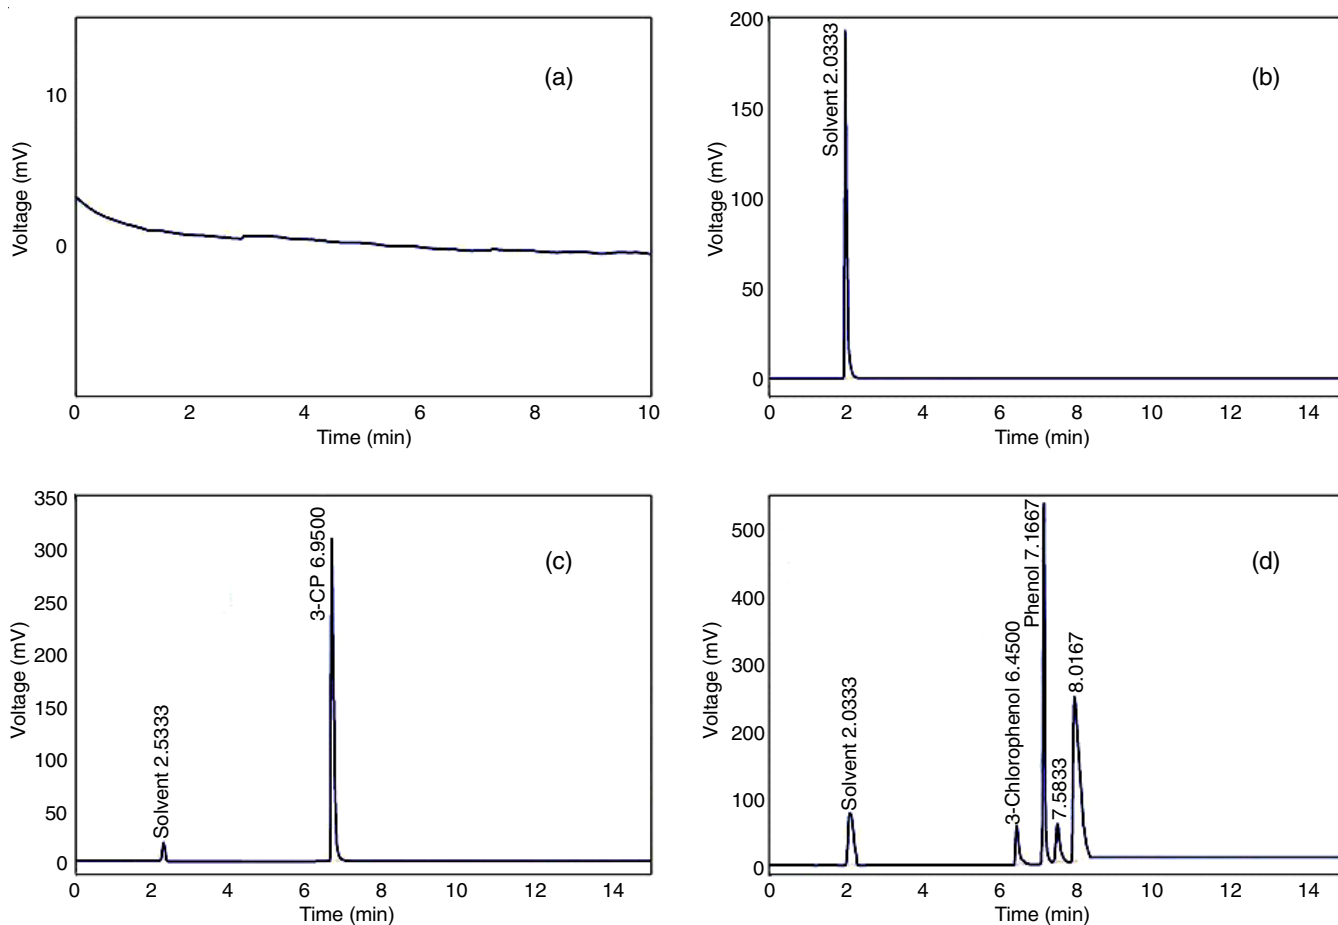 (a)
10
0
Voltage (mV)
0 2 4 6 8 10
Time (min)
(b)
Solvent 2.0333
200
150
100
50
0
Voltage (mV)
0 2 4 6 8 10 12 14
Time (min)
(c)
Solvent 2.5333
3-CP 6.9500
350
300
250
200
150
100
50
0
Voltage (mV)
0 2 4 6 8 10 12 14
Time (min)
(d)
Solvent 2.0333
3-Chlorophenol 6.4500
Phenol 7.1667
7.5833
8.0167
500
400
300
200
100
0
Voltage (mV)
0 2 4 6 8 10 12 14
Time (min)